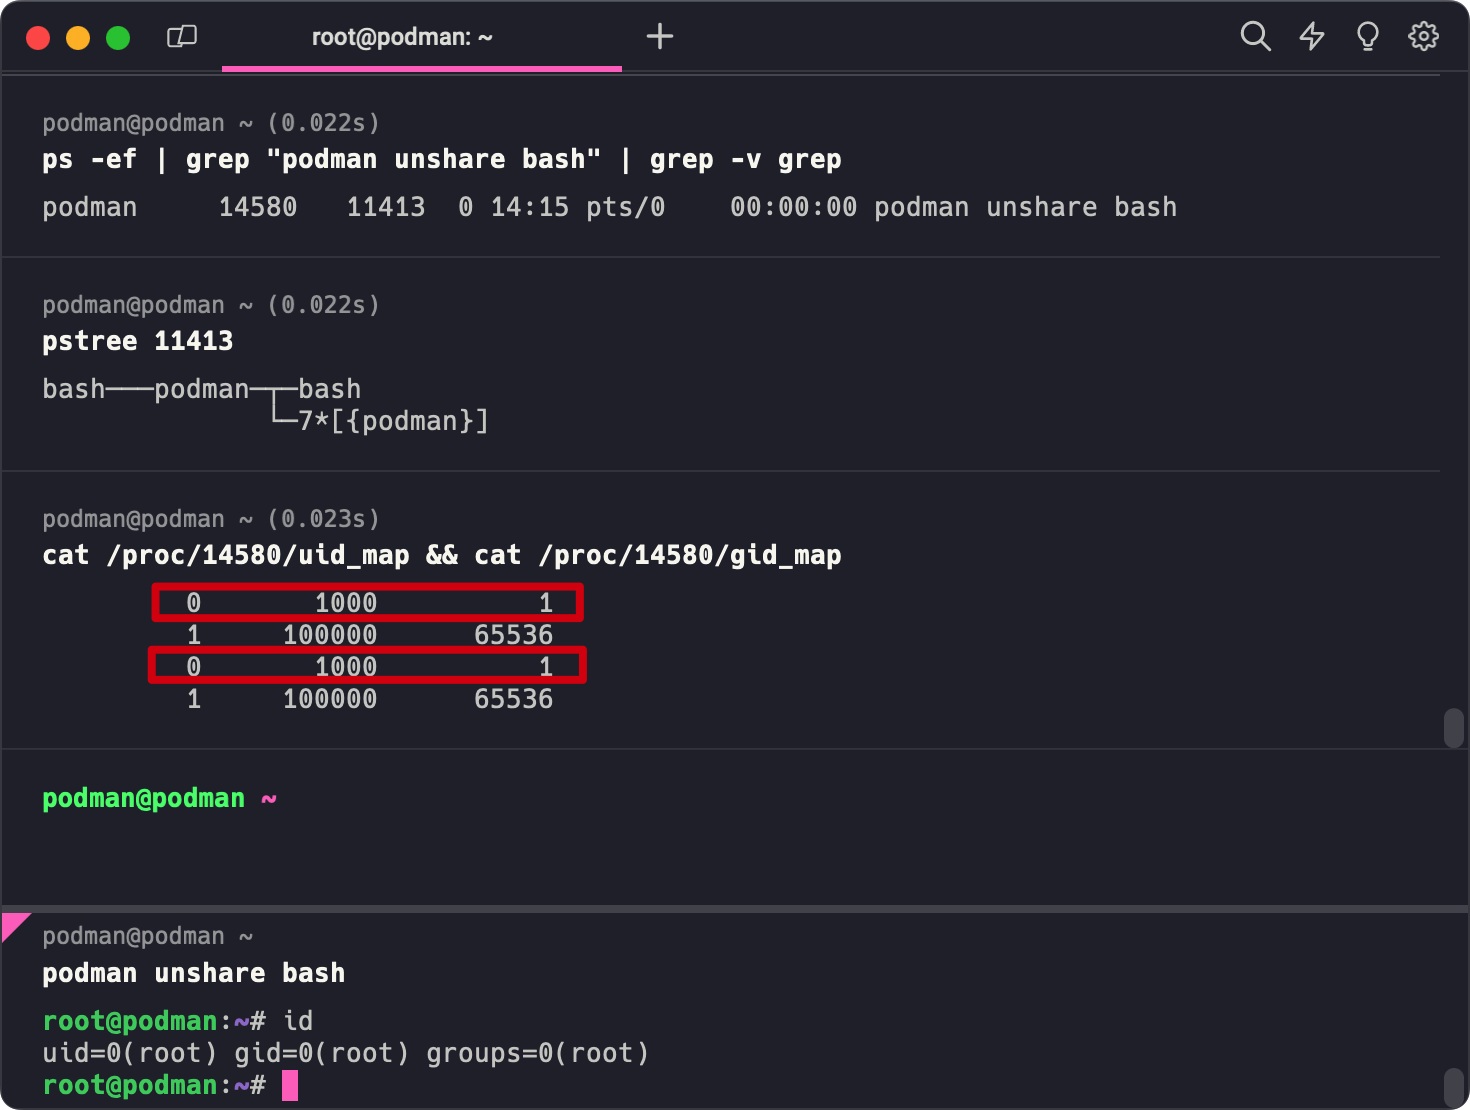 root@podman: ~
podman@podman ~ (0.022s)
ps -ef | grep "podman unshare bash" | grep -v grep
podman     14580   11413  0 14:15 pts/0    00:00:00 podman unshare bash
podman@podman ~ (0.022s)
pstree 11413
bash───podman─┬─bash
              └─7*[{podman}]
podman@podman ~ (0.023s)
cat /proc/14580/uid_map && cat /proc/14580/gid_map
         0       1000          1
         1     100000      65536
         0       1000          1
         1     100000      65536
podman@podman ~
podman@podman ~
podman unshare bash
root@podman:~# id
uid=0(root) gid=0(root) groups=0(root)
root@podman:~#